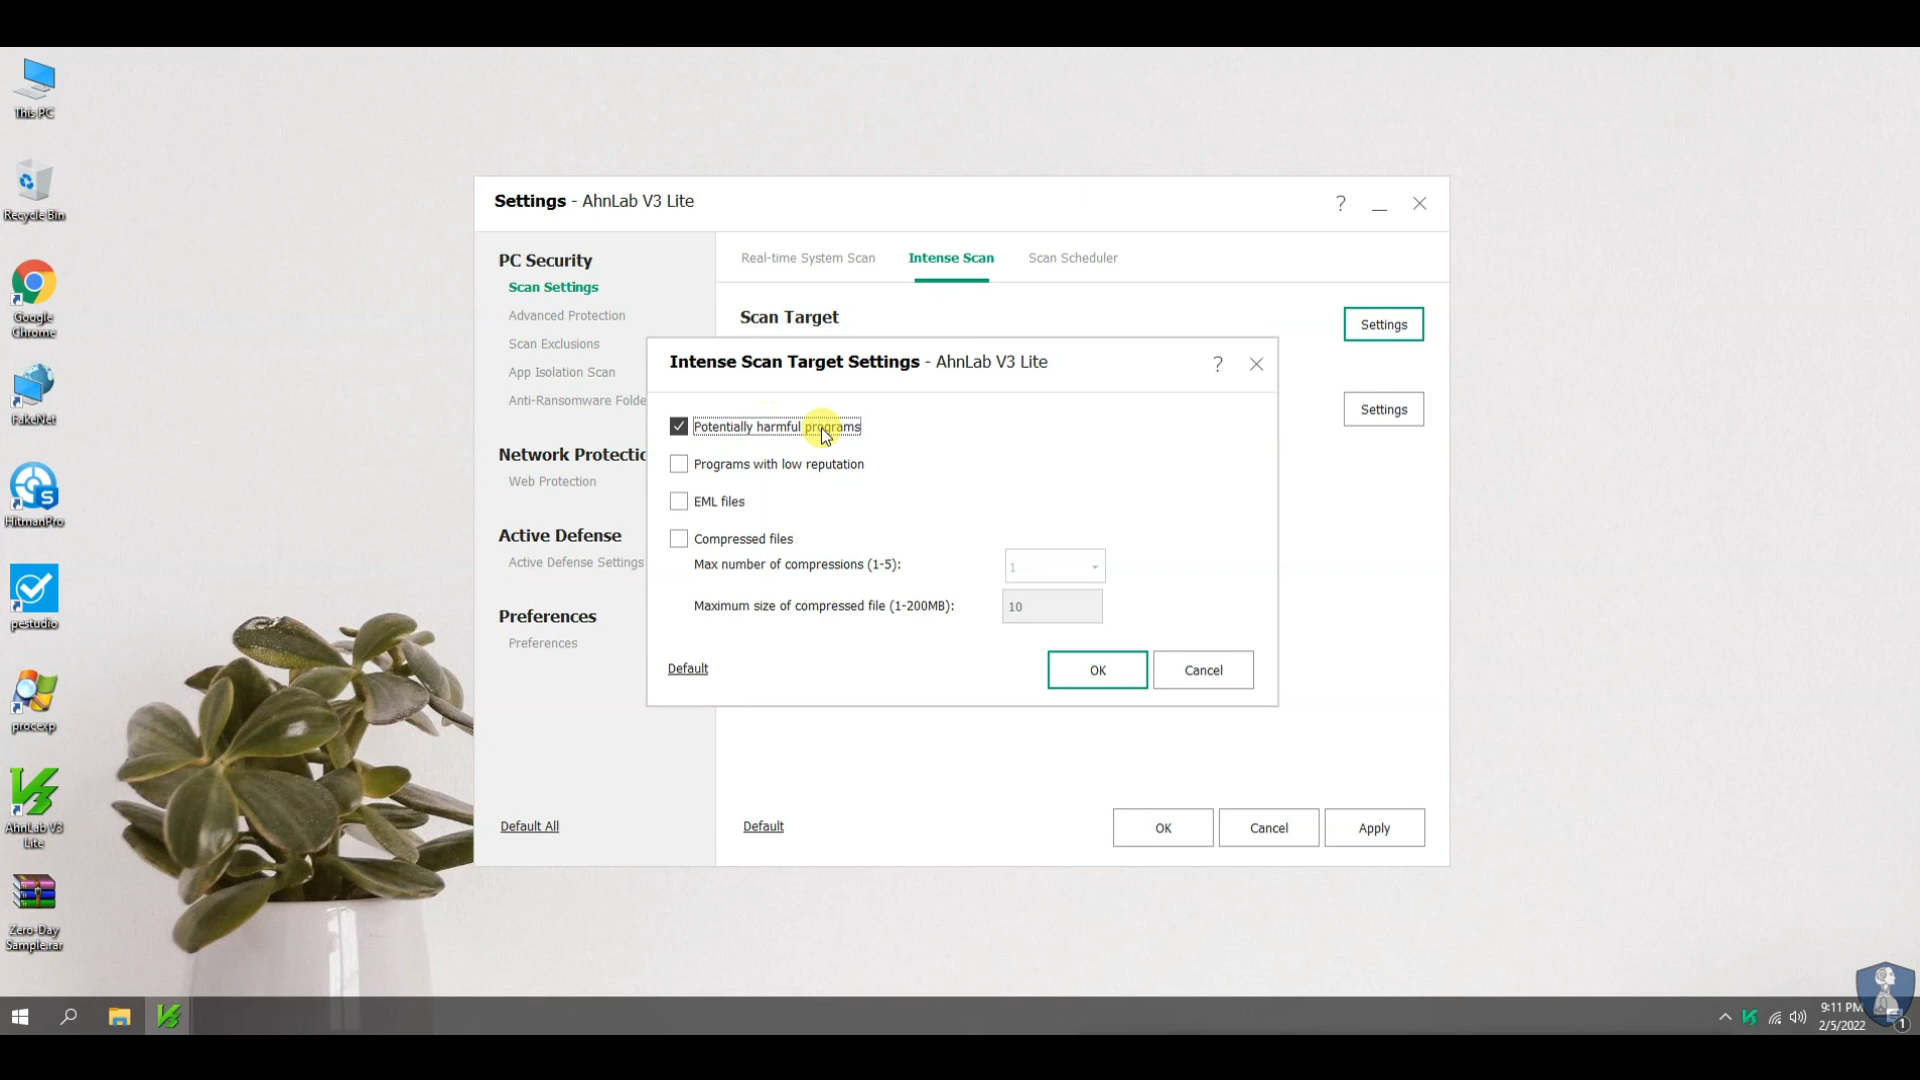 This PC
Recycle Bin
Google
Chrome
FakeNet
HitmanPro
pestudio
procexp
AhnLab V3
Lite
Zero-Day
Sample.rar
Settings - AhnLab V3 Lite
?
PC Security
Scan Settings
Advanced Protection
Scan Exclusions
App Isolation Scan
Anti-Ransomware Folde
Network Protectic
Web Protection
Active Defense
Active Defense Settings
Preferences
Preferences
Default All
Real-time System Scan Intense Scan Scan Scheduler
Scan Target
Settings
Settings
Intense Scan Target Settings - AhnLab V3 Lite
?
Potentially harmful programs
Programs with low reputation
EML files
Compressed files
Max number of compressions (1-5): 1
Maximum size of compressed file (1-200MB): 10
Default OK Cancel
Default OK Cancel Apply
9:11 PM
2/5/2022
1